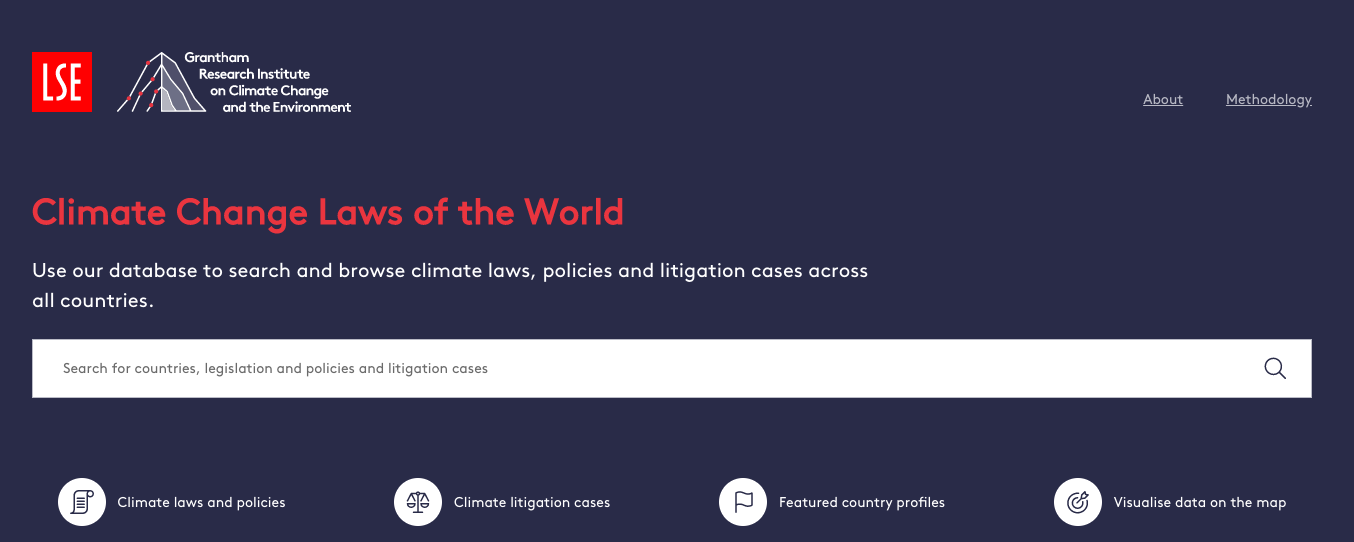 LSE
Grantham
Research Institute
on Climate Change
and the Environment
About
Methodology
Climate Change Laws of the World
Use our database to search and browse climate laws, policies and litigation cases across
all countries.
Search for countries, legislation and policies and litigation cases
Climate laws and policies
Climate litigation cases
Featured country profiles
Visualise data on the map